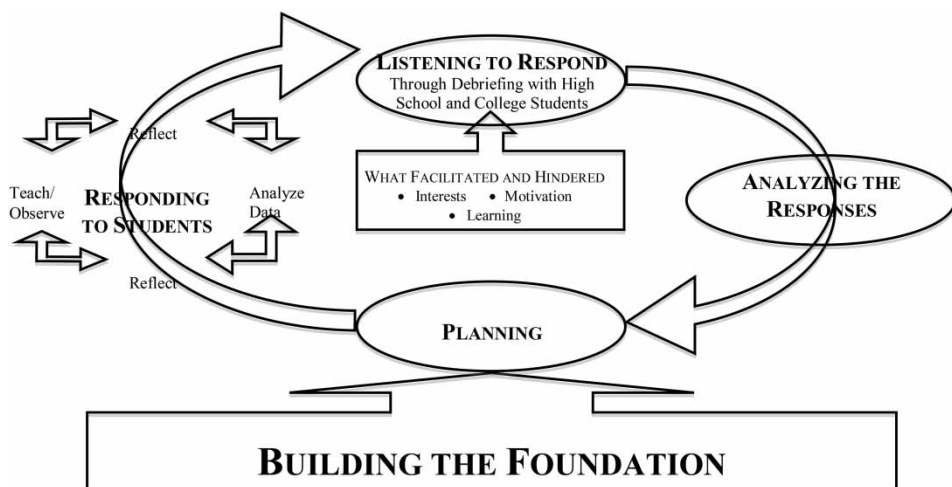 LISTENING TO RESPOND
Through Debriefing with High
School and College Students
Reflect
WHAT FACILITATED AND HINDERED
• Interests • Motivation
• Learning
Teach/
Observe
RESPONDING
TO STUDENTS
Analyze
Data
ANALYZING THE
RESPONSES
Reflect
PLANNING
BUILDING THE FOUNDATION